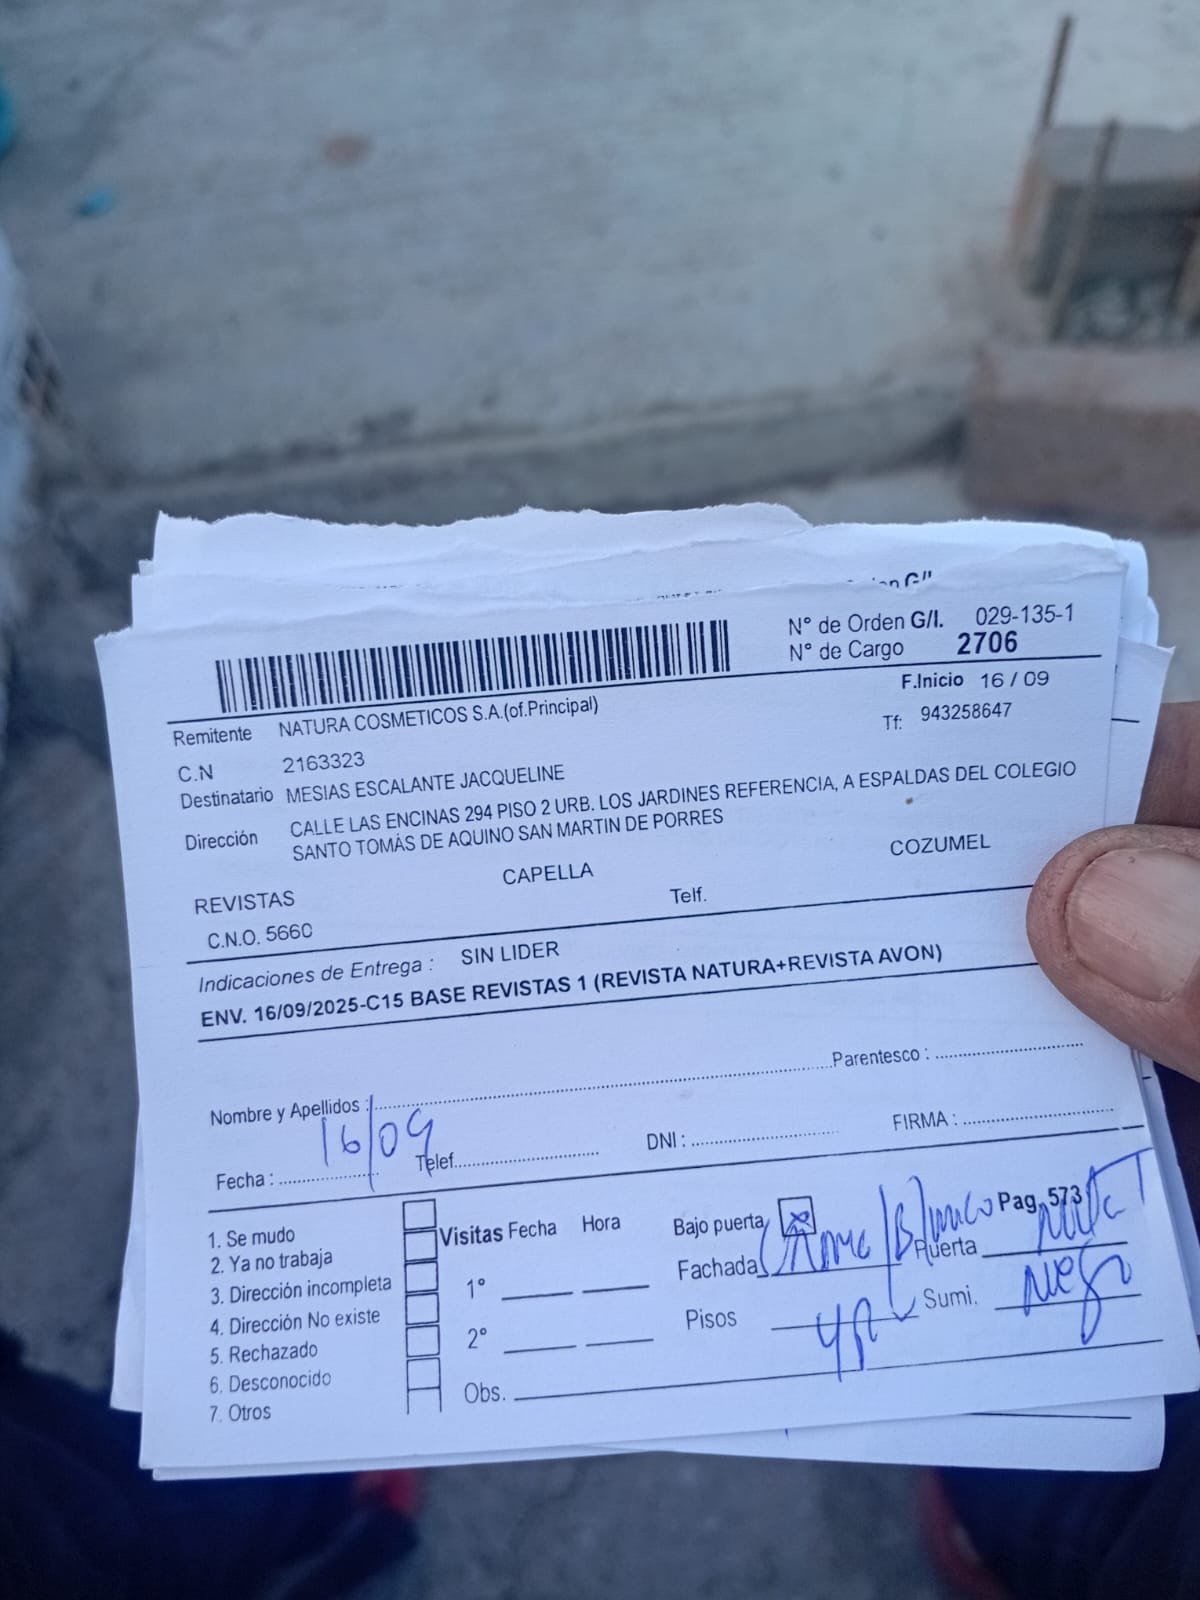 N° de Orden G/I. 029-135-1
N° de Cargo 2706
F.Inicio 16 / 09
Remitente NATURA COSMETICOS S.A.(of.Principal)
Tf: 943258647
C.N 2163323
Destinatario MESIAS ESCALANTE JACQUELINE
Dirección CALLE LAS ENCINAS 294 PISO 2 URB. LOS JARDINES REFERENCIA, A ESPALDAS DEL COLEGIO
SANTO TOMÁS DE AQUINO SAN MARTIN DE PORRES
REVISTAS CAPELLA COZUMEL
C.N.O. 5660 Telf.
Indicaciones de Entrega : SIN LIDER
ENV. 16/09/2025-C15 BASE REVISTAS 1 (REVISTA NATURA+REVISTA AVON)
Nombre y Apellidos : Parentesco :
Fecha : 16/09 Telef. DNI : FIRMA :
1. Se mudo
2. Ya no trabaja
3. Dirección incompleta
4. Dirección No existe
5. Rechazado
6. Desconocido
7. Otros
Visitas Fecha Hora
1°
2°
Obs.
Bajo puerta X Pag. 573
Fachada /Blanco Puerta
Pisos Sumi. Negro